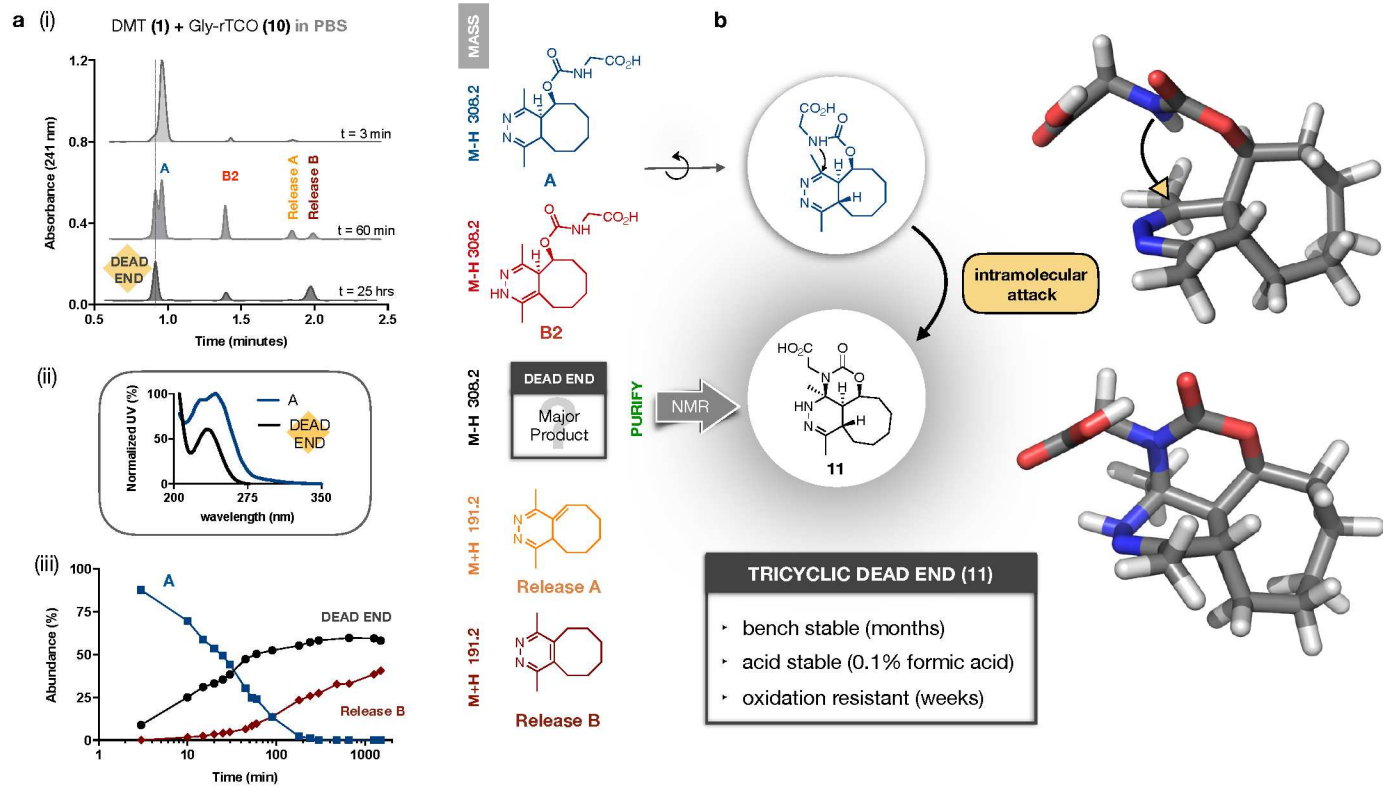 a (i)
DMT (1) + Gly-rTCO (10) in PBS
Absorbance (241 nm)
1.2
0.8
0.4
0.2
0.0
t = 3 min
A
B2
Release A
Release B
t = 60 min
DEAD
END
t = 25 hrs
0.5
1.0
1.5
2.0
2.5
Time (minutes)
(ii)
Normalized UV (%)
100
50
0
200
275
350
wavelength (nm)
A
DEAD
END
(iii)
Abundance (%)
100
75
50
25
0
A
DEAD END
Release B
1
10
100
1000
Time (min)
MASS
M-H 308.2
O
CO₂H
O
NH
H
N
N
H
A
M-H 308.2
O
CO₂H
O
NH
H
N
HN
B2
M-H 308.2
DEAD END
?
Major
Product
PURIFY
NMR
M+H 191.2
N
N
Release A
M+H 191.2
N
N
Release B
b
CO₂H
O
NH
O
H
N
N
H
intramolecular
attack
HO₂C
O
N
O
H
HN
N
H
11
TRICYCLIC DEAD END (11)
‣ bench stable (months)
‣ acid stable (0.1% formic acid)
‣ oxidation resistant (weeks)